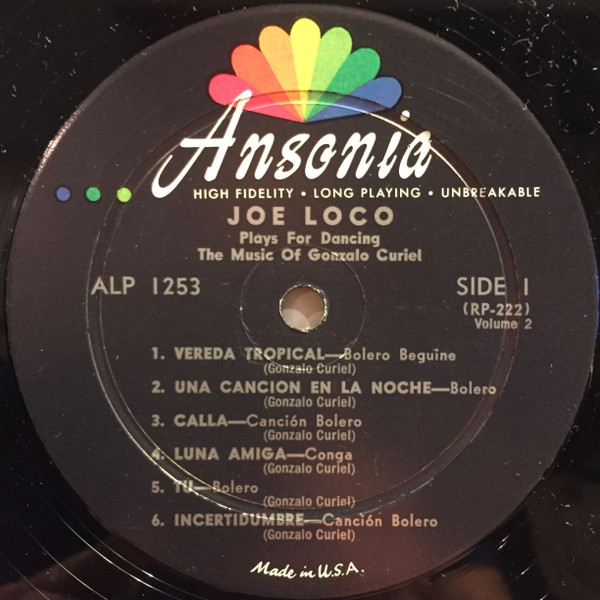 Ansonia
HIGH FIDELITY • LONG PLAYING • UNBREAKABLE
JOE LOCO
Plays For Dancing
The Music Of Gonzalo Curiel
ALP 1253
SIDE 1
(RP-222)
Volume 2
1. VEREDA TROPICAL—Bolero Beguine
(Gonzalo Curiel)
2. UNA CANCION EN LA NOCHE—Bolero
(Gonzalo Curiel)
3. CALLA—Canción Bolero
(Gonzalo Curiel)
4. LUNA AMIGA—Conga
(Gonzalo Curiel)
5. TU—Bolero
(Gonzalo Curiel)
6. INCERTIDUMBRE—Canción Bolero
(Gonzalo Curiel)
Made in U.S.A.